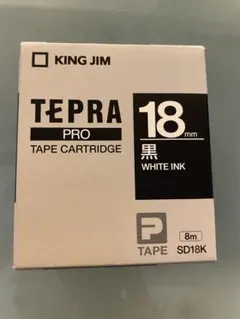 KING JIM
TEPRA
PRO
TAPE CARTRIDGE
18mm
黒
WHITE INK
P
TAPE
8m
SD18K